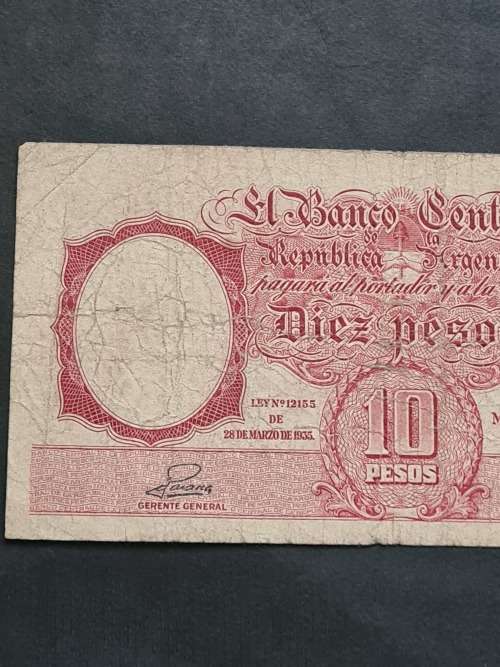 El Banco Cent
de la
República Argen
pagará al portador y a la
Diez peso
LEY Nº 12155
DE
28 DE MARZO DE 1935.
10
PESOS
GERENTE GENERAL